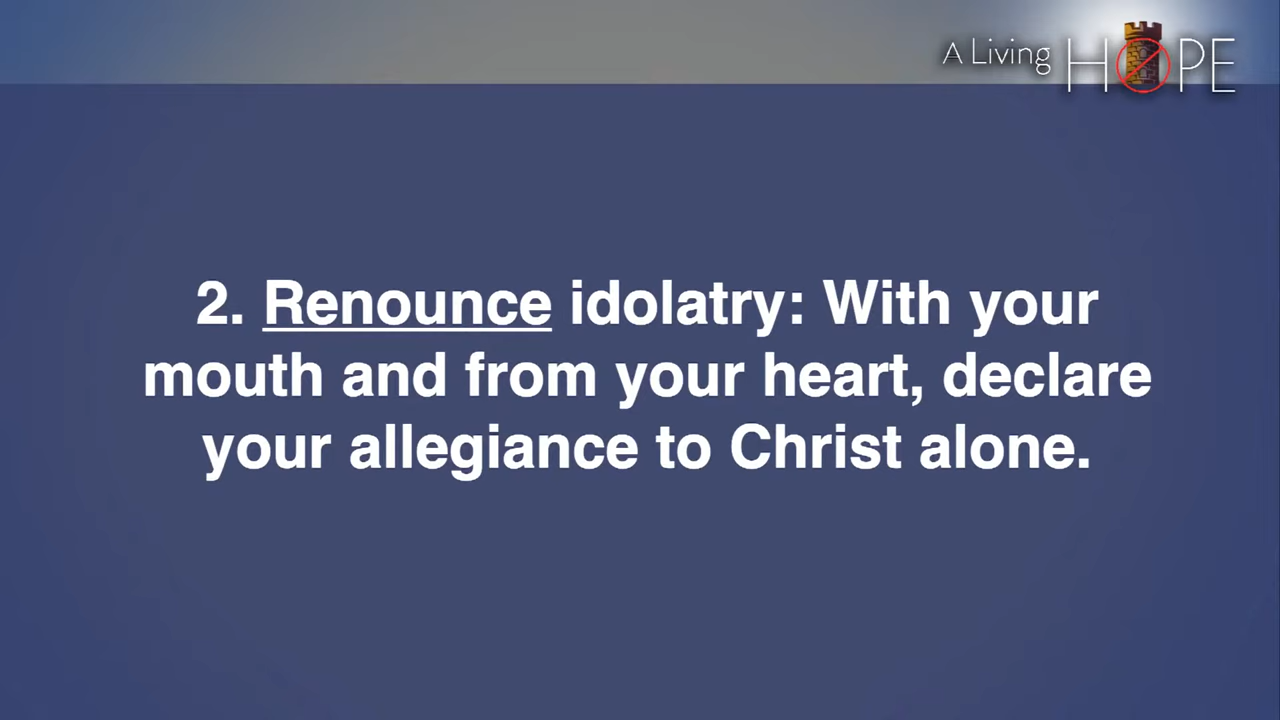 A Living HOPE
2. Renounce idolatry: With your
mouth and from your heart, declare
your allegiance to Christ alone.